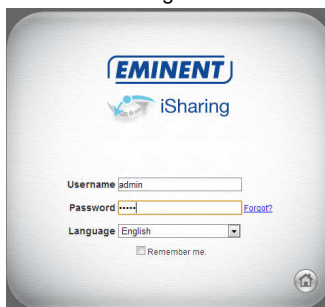 EMINENT
iSharing
Username admin
Password ••••• Forgot?
Language English
Remember me.